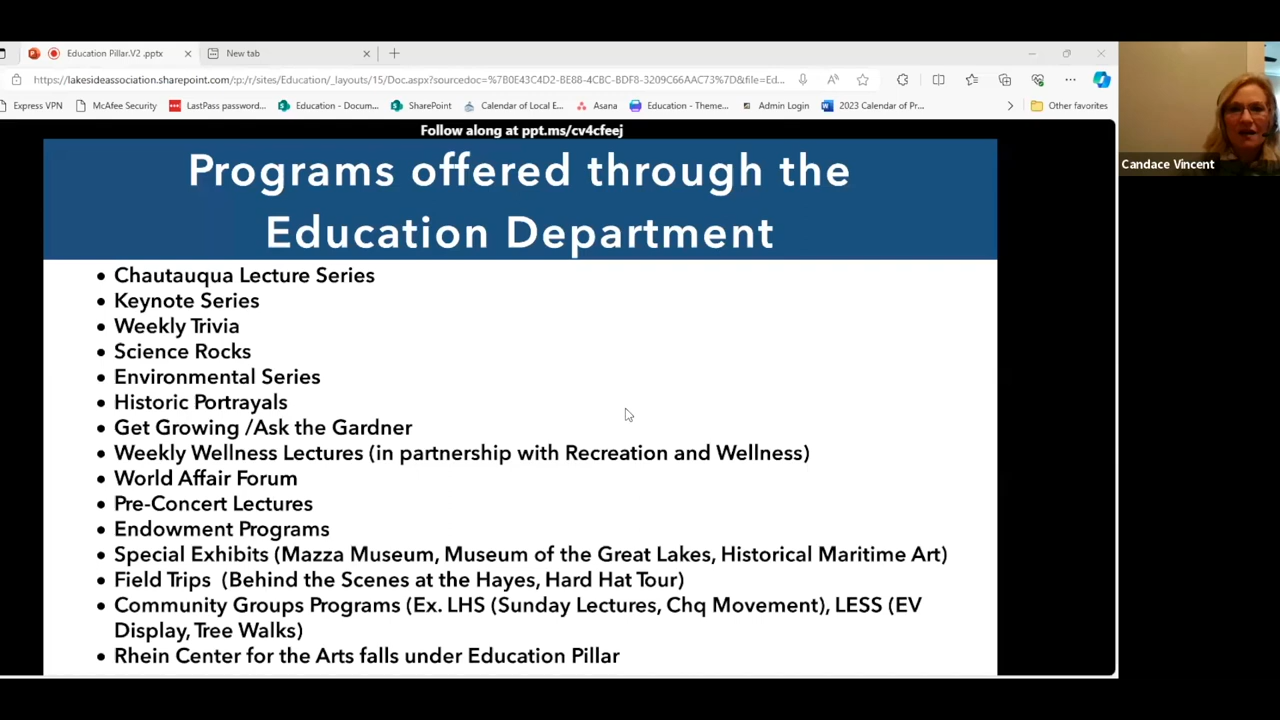 Education Pillar.V2 .pptx
New tab
https://lakesideassociation.sharepoint.com/:p:/r/sites/Education/_layouts/15/Doc.aspx?sourcedoc=%7B0E43C4D2-BE88-4CBC-BDF8-3209C66AAC73%7D&file=Ed...
Express VPN
McAfee Security
LastPass password...
Education - Docum...
SharePoint
Calendar of Local E...
Asana
Education - Theme...
Admin Login
2023 Calendar of Pr...
Other favorites
Candace Vincent
Follow along at ppt.ms/cv4cfeej
Programs offered through the
Education Department
• Chautauqua Lecture Series
• Keynote Series
• Weekly Trivia
• Science Rocks
• Environmental Series
• Historic Portrayals
• Get Growing /Ask the Gardner
• Weekly Wellness Lectures (in partnership with Recreation and Wellness)
• World Affair Forum
• Pre-Concert Lectures
• Endowment Programs
• Special Exhibits (Mazza Museum, Museum of the Great Lakes, Historical Maritime Art)
• Field Trips  (Behind the Scenes at the Hayes, Hard Hat Tour)
• Community Groups Programs (Ex. LHS (Sunday Lectures, Chq Movement), LESS (EV
Display, Tree Walks)
• Rhein Center for the Arts falls under Education Pillar